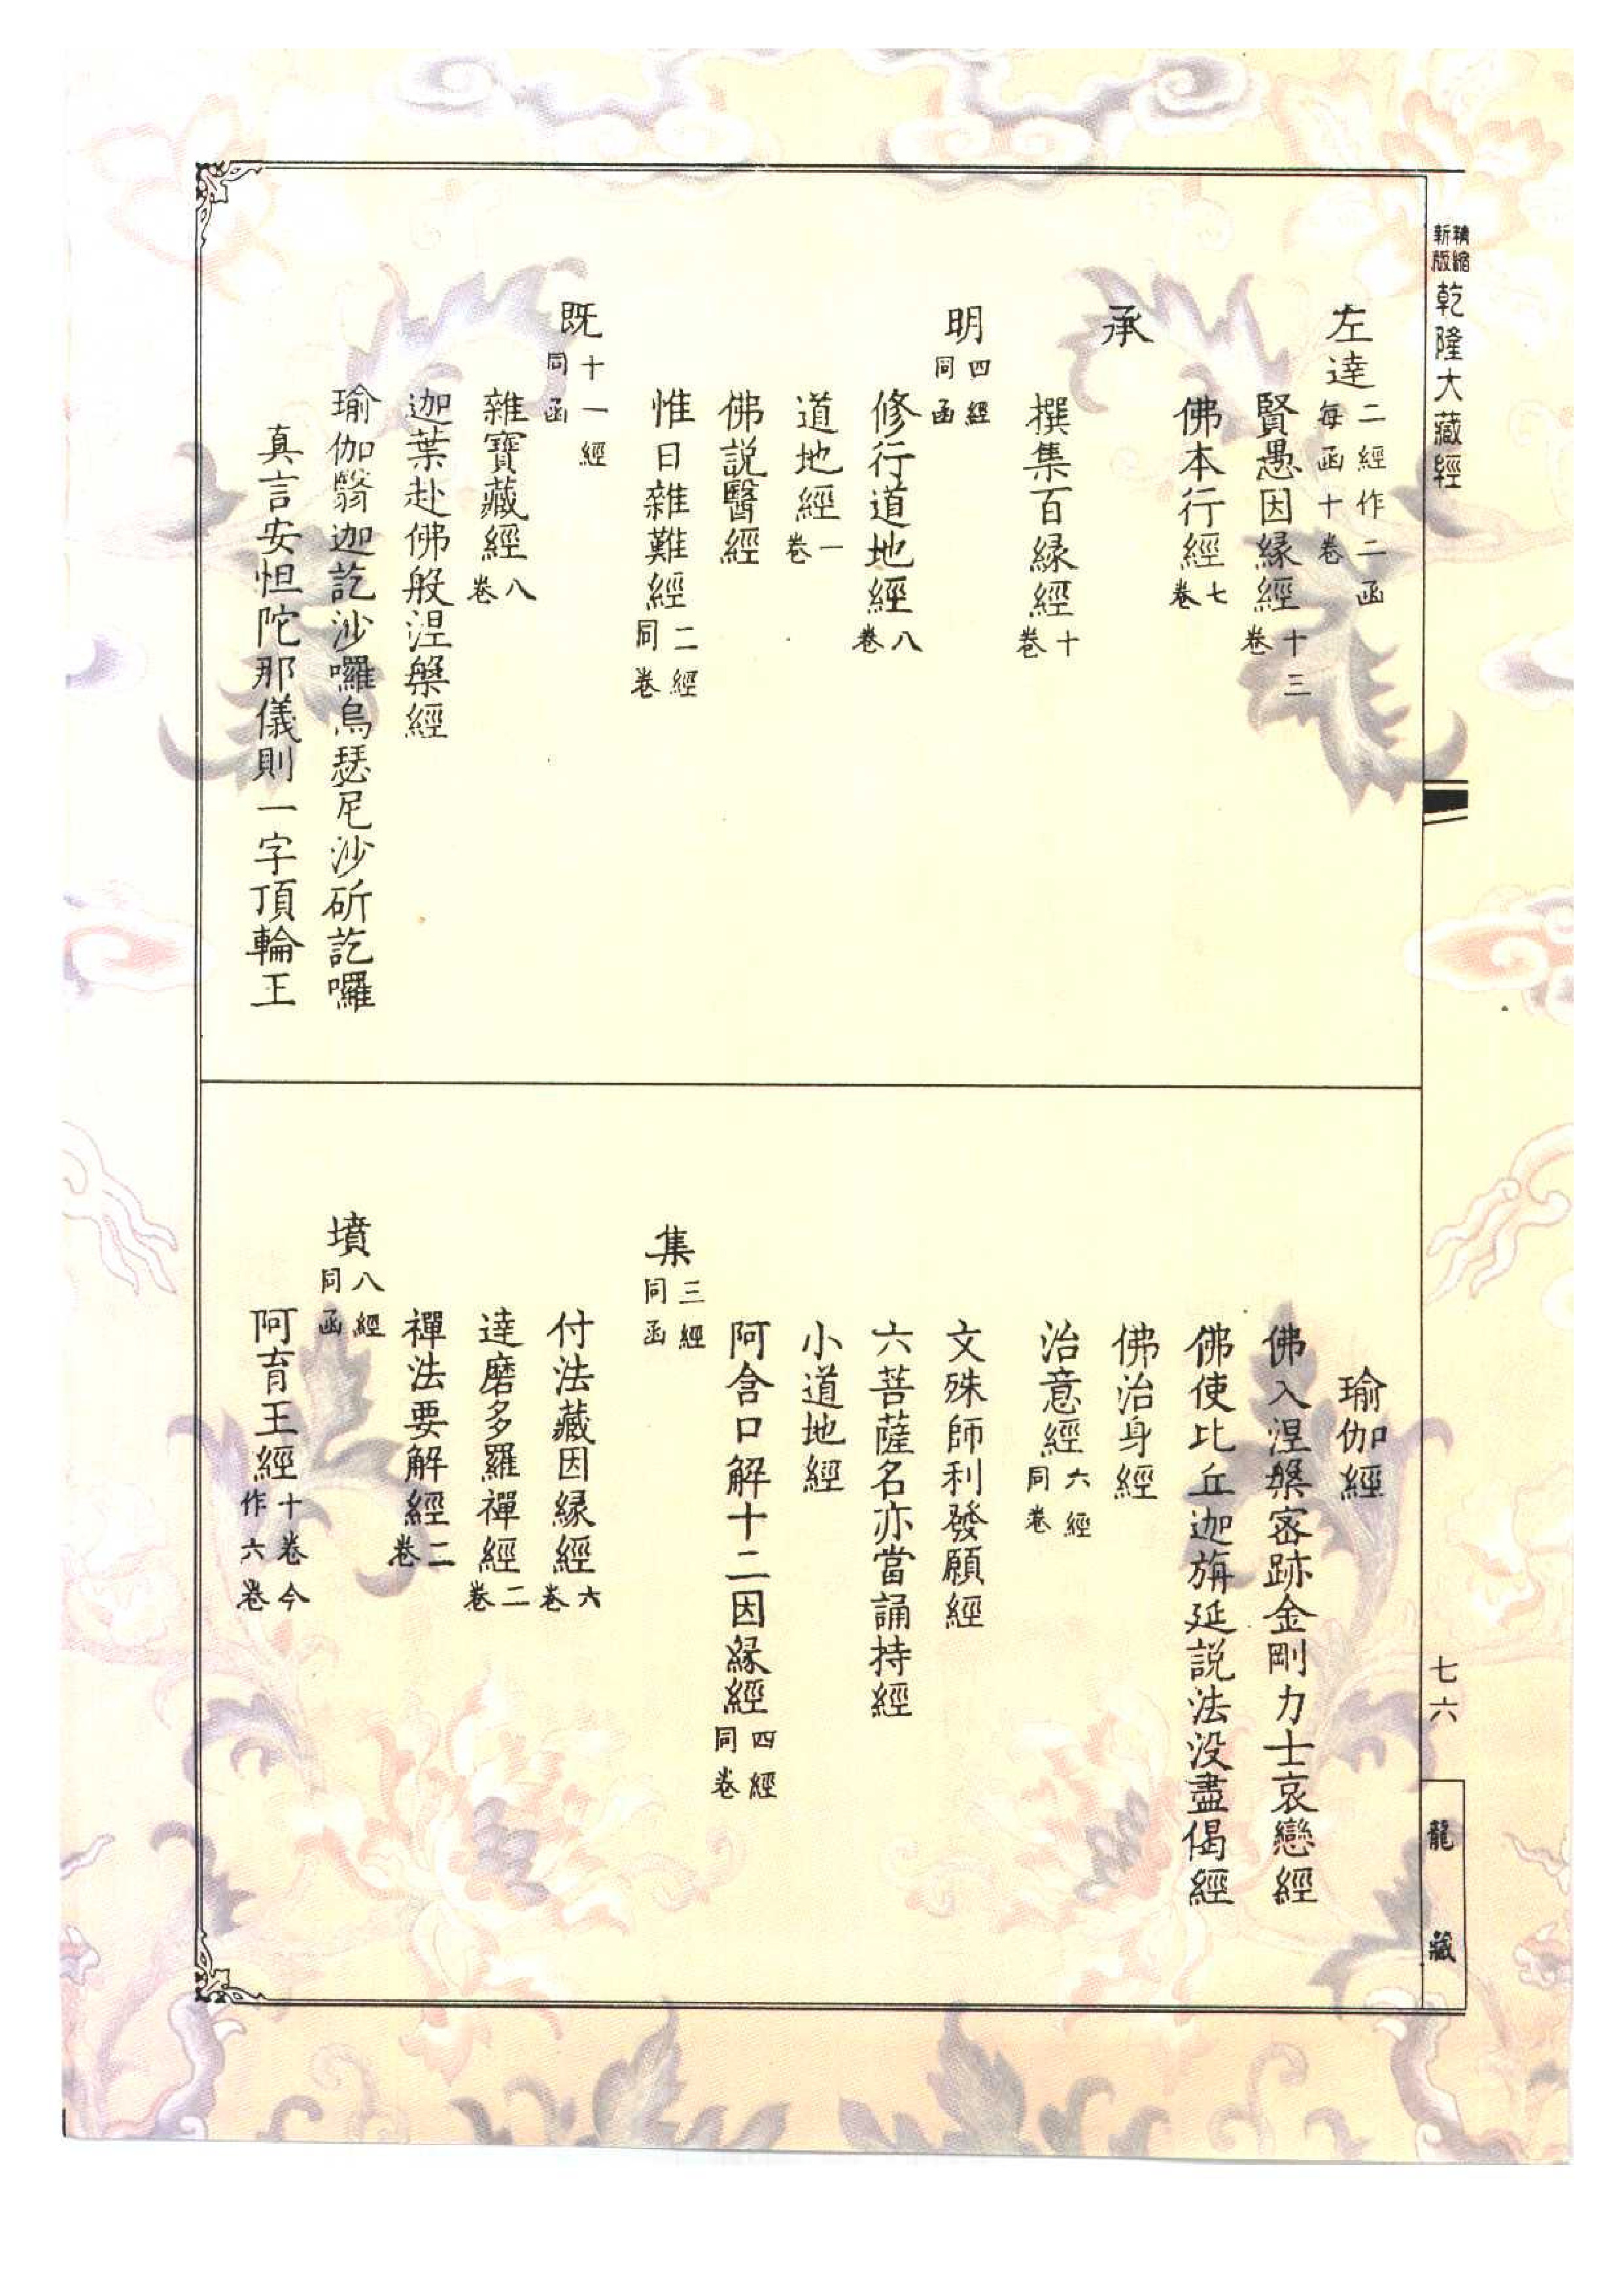 精縮新版 乾隆大藏經
七六
龍藏
左達 二經作二函每函十卷
賢愚因縁經 十三卷
佛本行經 七卷
承
撰集百緣經 十卷
明 四經同函
修行道地經 八卷
道地經 一卷
佛説醫經
惟日雜難經 二經同卷
既 十一經同函
雜寶藏經 八卷
迦葉赴佛般涅槃經
瑜伽翳迦訖沙囉烏瑟尼沙斫訖囉
真言安怛陀那儀則一字頂輪王
瑜伽經
佛入涅槃密跡金剛力士哀戀經
佛使比丘迦旃延説法没盡偈經
佛治身經
治意經 六經同卷
文殊師利發願經
六菩薩名亦當誦持經
小道地經
阿含口解十二因緣經 四經同卷
集 三經同函
付法藏因緣經 六卷
達磨多羅禪經 二卷
禪法要解經 二卷
墳 八經同函
阿育王經 十卷今作六卷